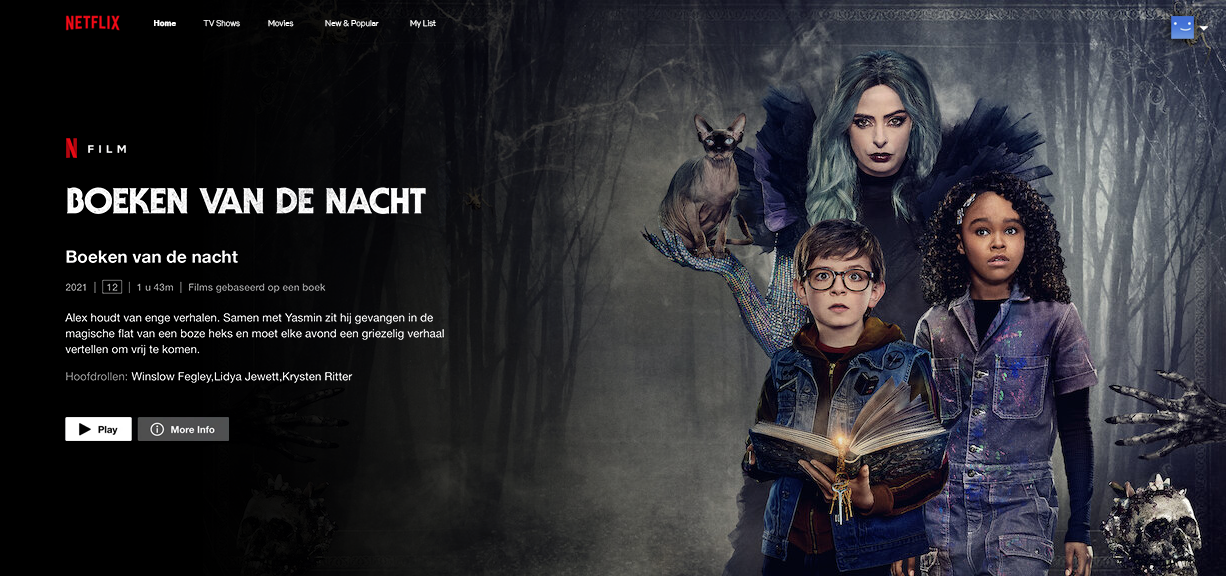 NETFLIX Home TV Shows Movies New & Popular My List
N FILM
BOEKEN VAN DE NACHT
Boeken van de nacht
2021 | 12 | 1 u 43m | Films gebaseerd op een boek
Alex houdt van enge verhalen. Samen met Yasmin zit hij gevangen in de
magische flat van een boze heks en moet elke avond een griezelig verhaal
vertellen om vrij te komen.
Hoofdrollen: Winslow Fegley,Lidya Jewett,Krysten Ritter
Play More Info